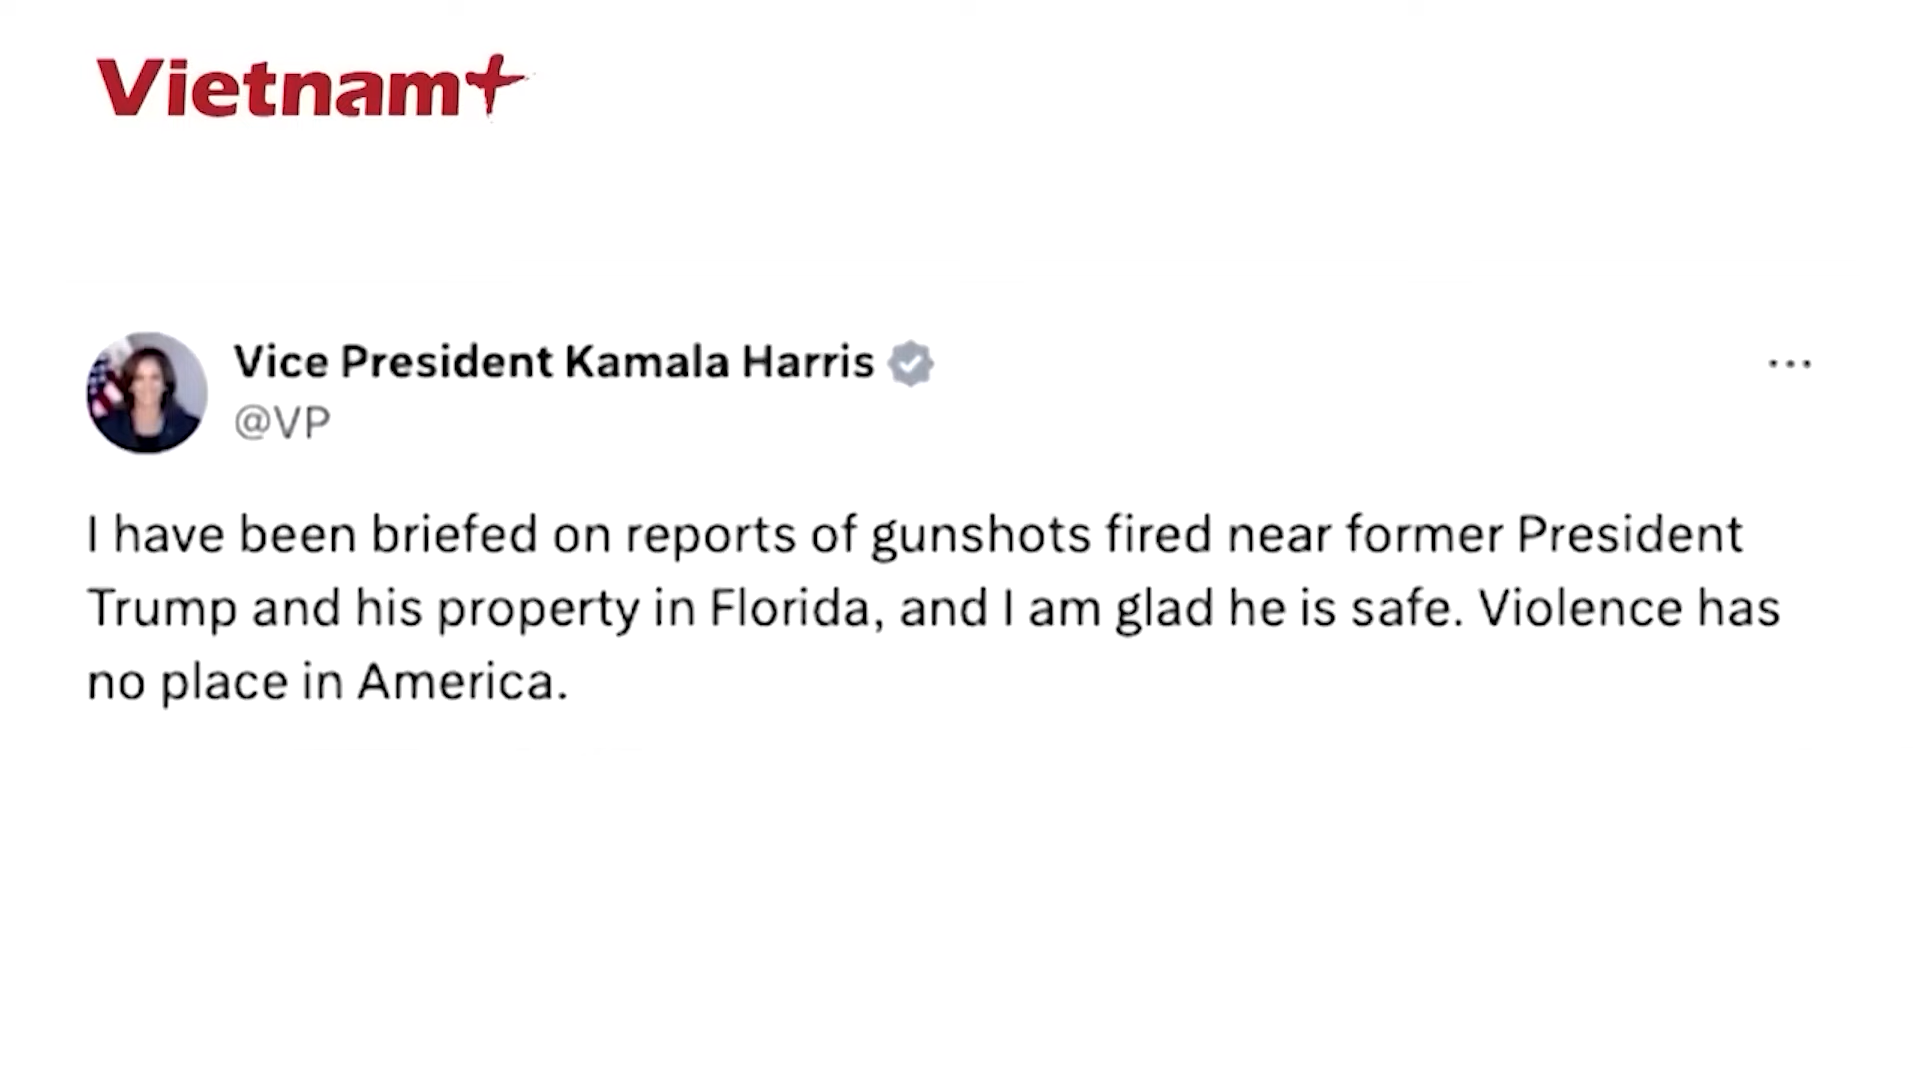 Vietnam+
Vice President Kamala Harris
@VP
I have been briefed on reports of gunshots fired near former President
Trump and his property in Florida, and I am glad he is safe. Violence has
no place in America.